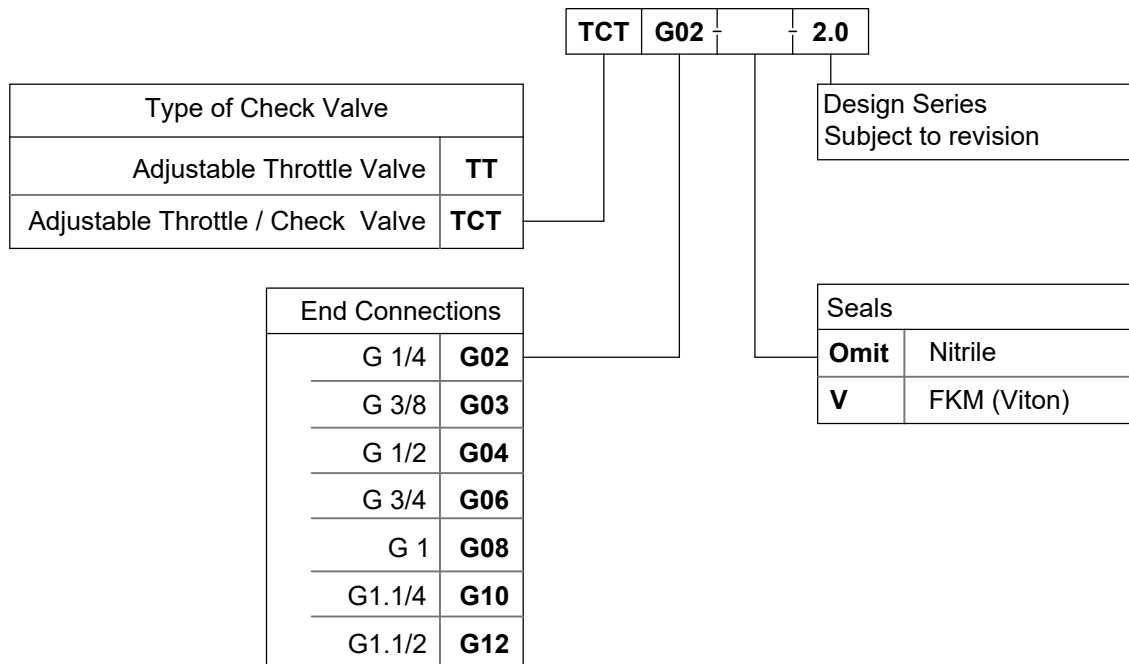 TCT G02 - - 2.0
Type of Check Valve
Adjustable Throttle Valve TT
Adjustable Throttle / Check Valve TCT
Design Series
Subject to revision
End Connections
G 1/4 G02
G 3/8 G03
G 1/2 G04
G 3/4 G06
G 1 G08
G1.1/4 G10
G1.1/2 G12
Seals
Omit Nitrile
V FKM (Viton)